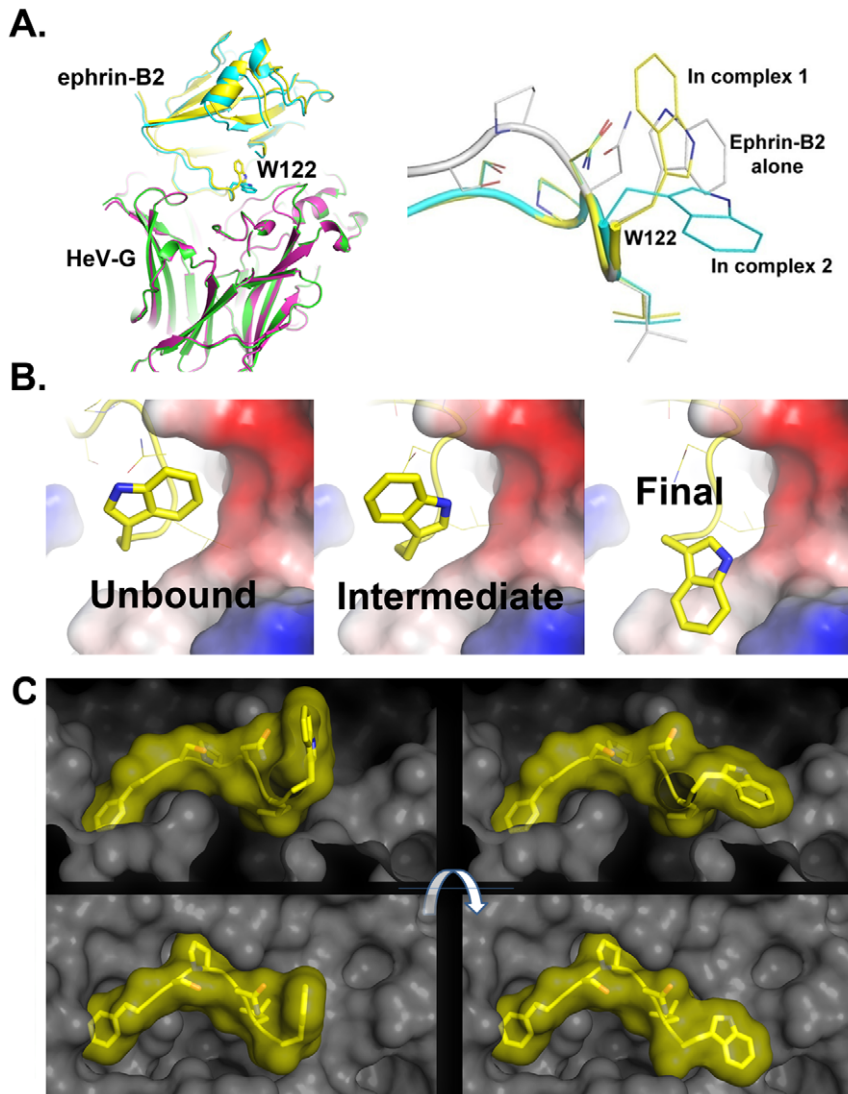 A.
ephrin-B2
W122
HeV-G
In complex 1
Ephrin-B2
alone
W122
In complex 2
B.
Unbound
Intermediate
Final
C